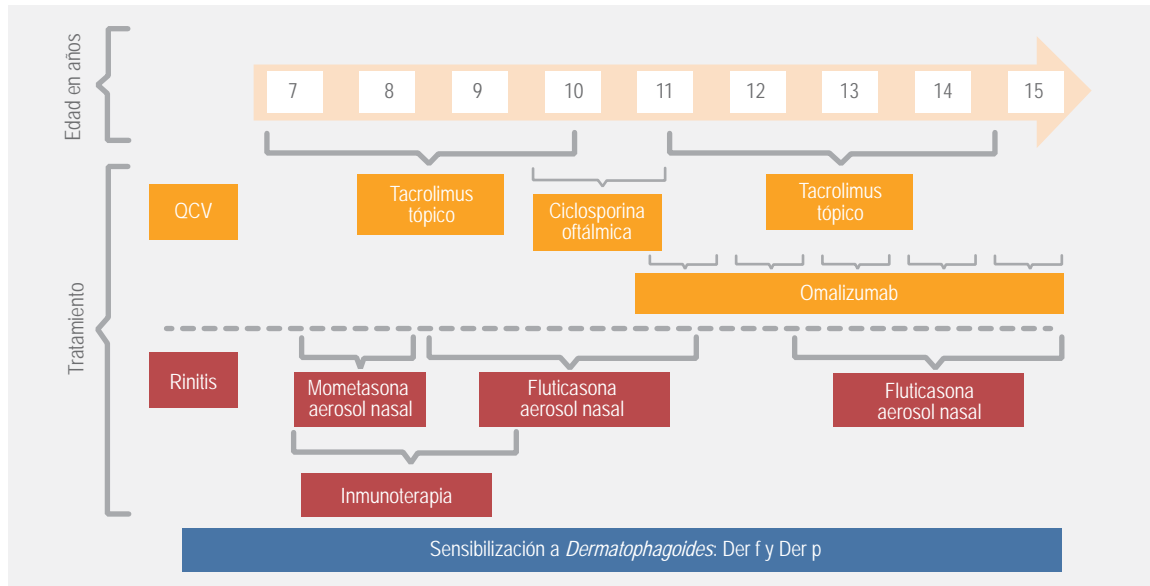 Edad en años
7 8 9 10 11 12 13 14 15
Tratamiento
QCV
Tacrolimus
tópico
Ciclosporina
oftálmica
Tacrolimus
tópico
Omalizumab
Rinitis
Mometasona
aerosol nasal
Fluticasona
aerosol nasal
Fluticasona
aerosol nasal
Inmunoterapia
Sensibilización a Dermatophagoides: Der f y Der p